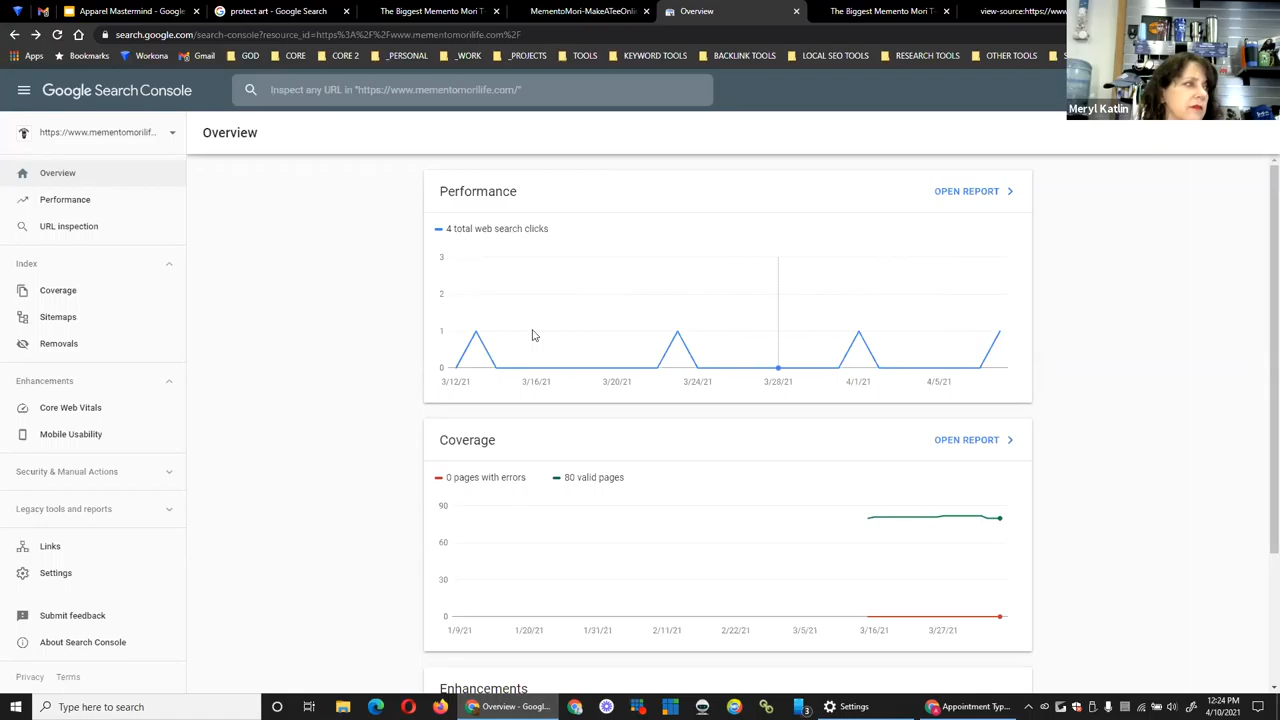 Apparel Mastermind - Google
protect art - Google Search
The Biggest Memento Mori T
MementoMori-MakeATeeOnli
Overview
The Biggest Memento Mori Te
view-source:https://www
search.google.com/search-console?resource_id=https%3A%2F%2Fwww.mementomorilife.com%2F
Apps
Bookmarks
Workona
Gmail
GOD
CORE
CORE 2
_PERSONAL
_PROJECTS
TOOLS
KEYWORD TOOLS
BACKLINK TOOLS
LOCAL SEO TOOLS
RESEARCH TOOLS
OTHER TOOLS
Meryl Katlin
Google Search Console
Inspect any URL in "https://www.mementomorilife.com/"
https://www.mementomorilif...
Overview
Overview
Performance
URL inspection
Index
Coverage
Sitemaps
Removals
Enhancements
Core Web Vitals
Mobile Usability
Security & Manual Actions
Legacy tools and reports
Links
Settings
Submit feedback
About Search Console
Privacy Terms
Performance
OPEN REPORT
4 total web search clicks
3
2
1
0
3/12/21 3/16/21 3/20/21 3/24/21 3/28/21 4/1/21 4/5/21
Coverage
OPEN REPORT
0 pages with errors 80 valid pages
90
60
30
0
1/9/21 1/20/21 1/31/21 2/11/21 2/22/21 3/5/21 3/16/21 3/27/21
Enhancements
Type here to search
Overview - Googl...
Settings
Appointment Typ...
12:24 PM
4/10/2021